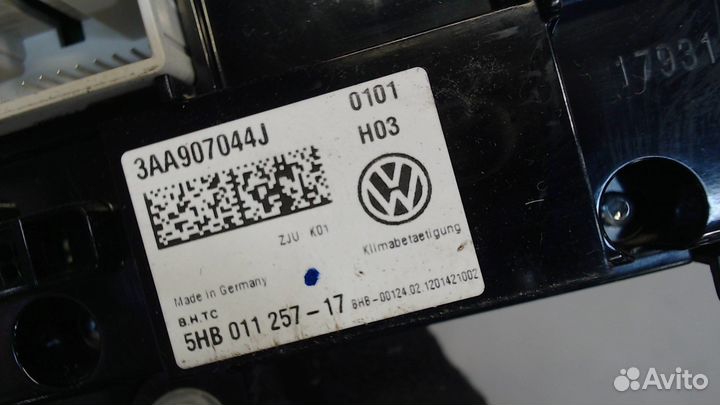 17931
0101
3AA907044J
H03
ZJU K01
Klimabetaetigung
Made in Germany
B.H.TC
5HB 011 257-17 BHB-00124.02 1201421002
Avito